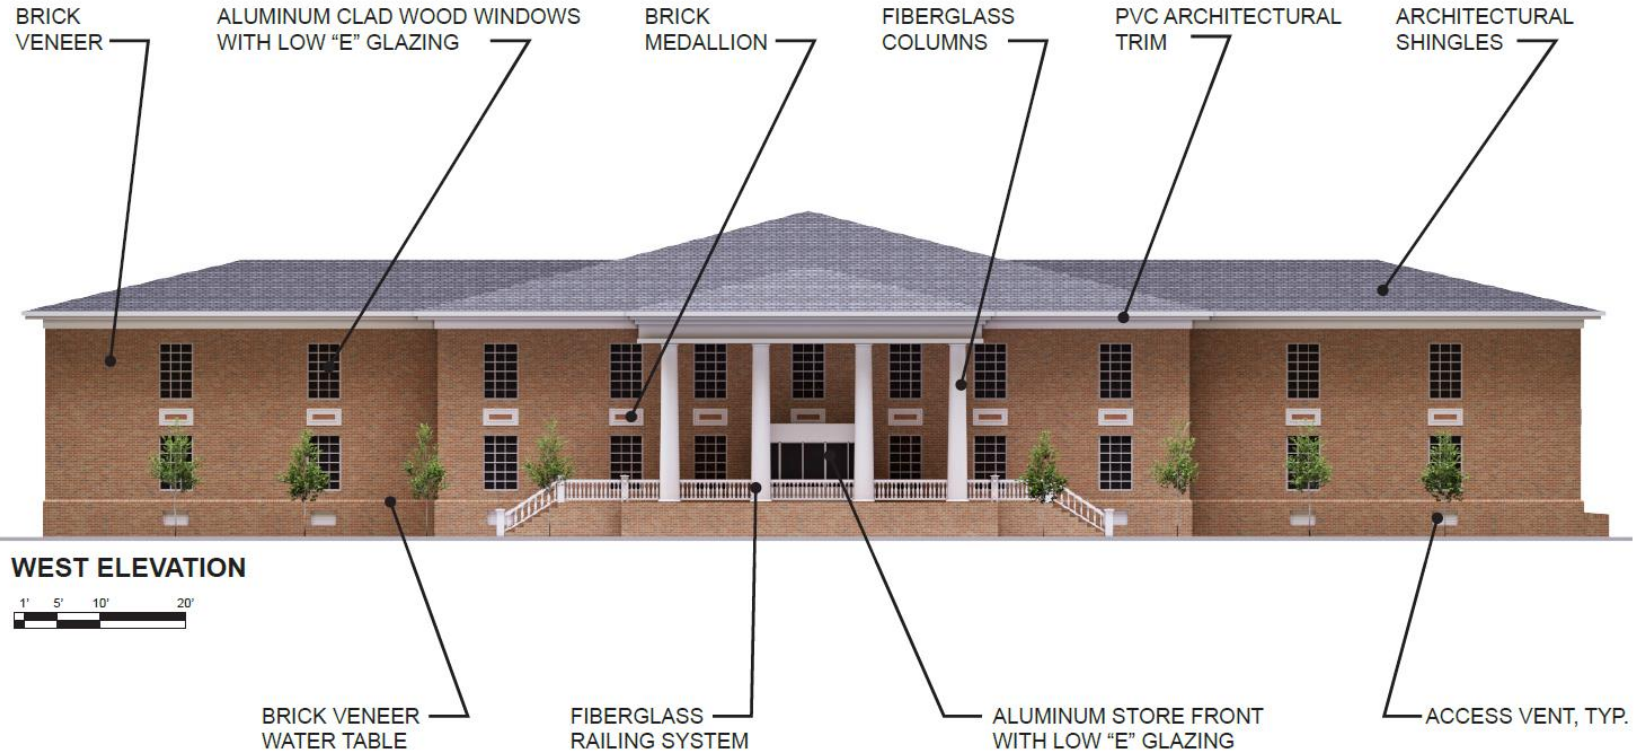 BRICK
VENEER
ALUMINUM CLAD WOOD WINDOWS
WITH LOW “E” GLAZING
BRICK
MEDALLION
FIBERGLASS
COLUMNS
PVC ARCHITECTURAL
TRIM
ARCHITECTURAL
SHINGLES
WEST ELEVATION
1' 5' 10' 20'
BRICK VENEER
WATER TABLE
FIBERGLASS
RAILING SYSTEM
ALUMINUM STORE FRONT
WITH LOW “E” GLAZING
ACCESS VENT, TYP.